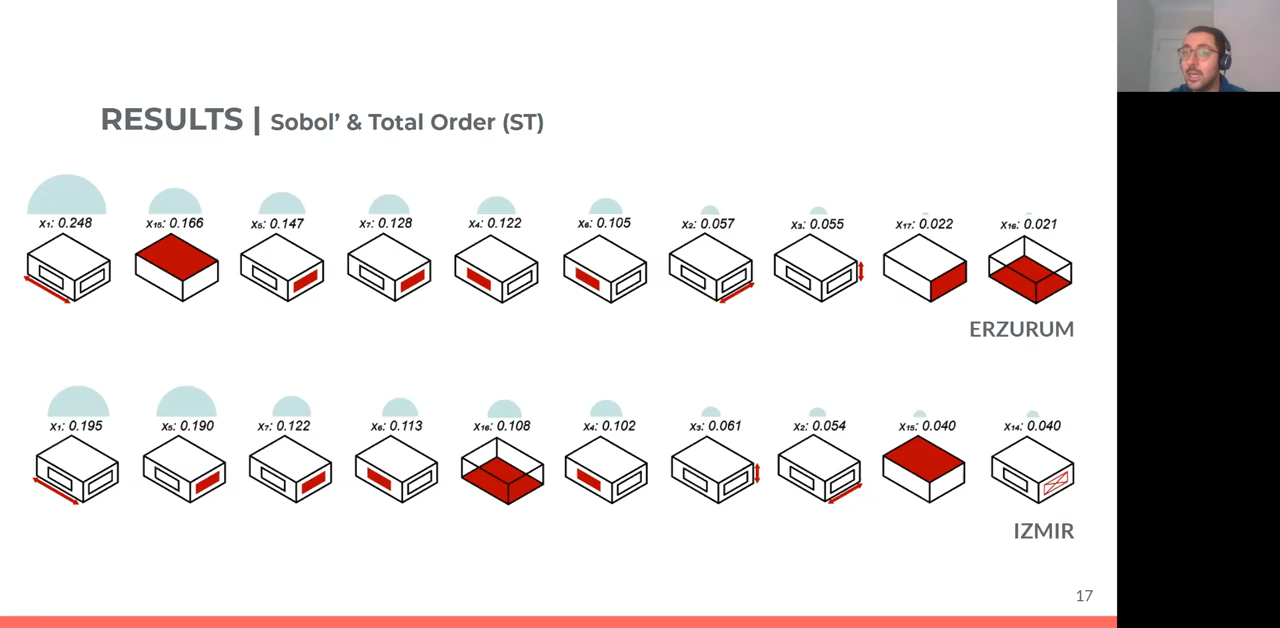 RESULTS | Sobol’ & Total Order (ST)
x₁: 0.248 x₁₅: 0.166 x₅: 0.147 x₇: 0.128 x₄: 0.122 x₆: 0.105 x₂: 0.057 x₃: 0.055 x₁₇: 0.022 x₁₆: 0.021
ERZURUM
x₁: 0.195 x₅: 0.190 x₇: 0.122 x₆: 0.113 x₁₆: 0.108 x₄: 0.102 x₃: 0.061 x₂: 0.054 x₁₅: 0.040 x₁₄: 0.040
IZMIR
17